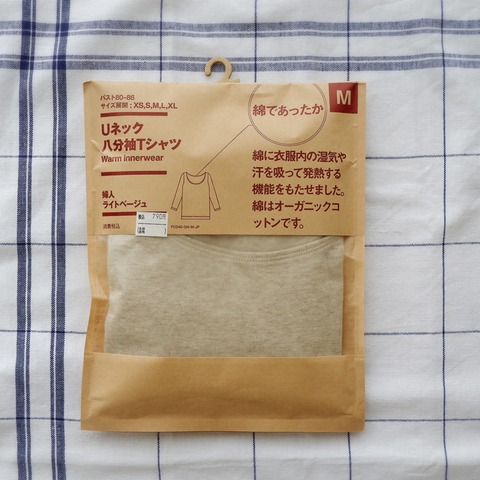 バスト80-86
サイズ展開：XS,S,M,L,XL
Uネック
八分袖Tシャツ
Warm innerwear
婦人
ライトベージュ
消費税込
綿であったか
M
綿に衣服内の湿気や
汗を吸って発熱する
機能をもたせました。
綿はオーガニックコ
ットンです。